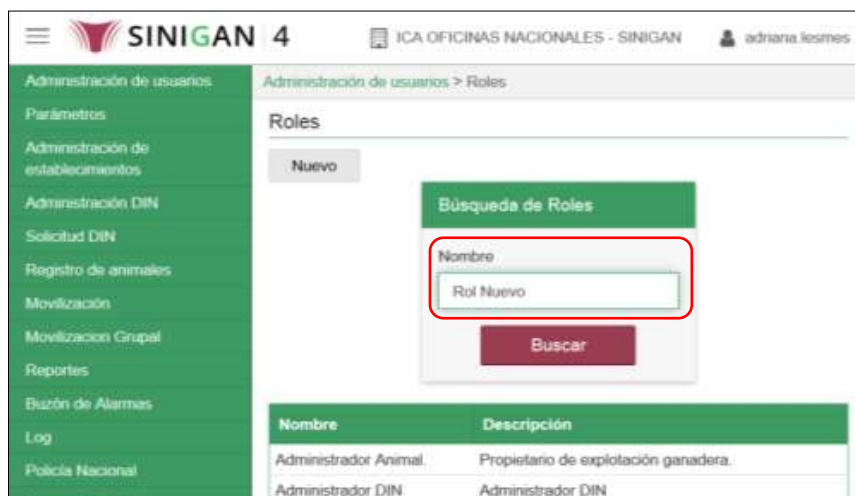 SINIGAN 4
ICA OFICINAS NACIONALES - SINIGAN
adriana.lesmes
Administración de usuarios
Parámetros
Administración de
establecimientos
Administración DIN
Solicitud DIN
Registro de animales
Movilización
Movilizacion Grupal
Reportes
Buzón de Alarmas
Log
Policía Nacional
Administración de usuarios > Roles
Roles
Nuevo
Búsqueda de Roles
Nombre
Rol Nuevo
Buscar
Nombre Descripción
Administrador Animal. Propietario de explotación ganadera.
Administrador DIN Administrador DIN